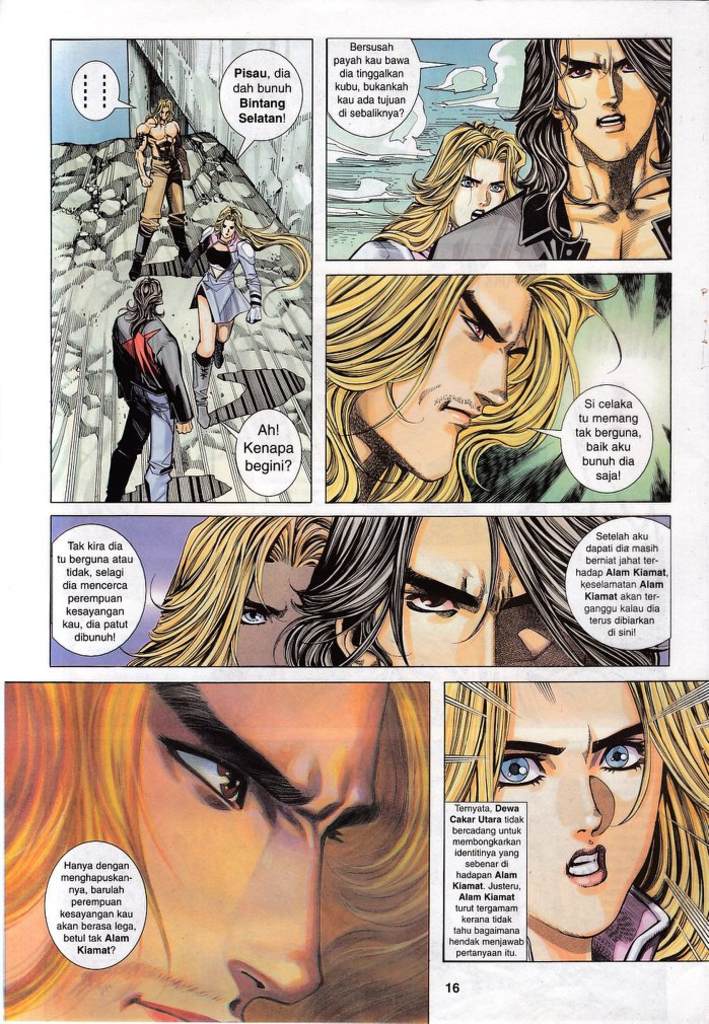 Pisau, dia
dah bunuh
Bintang
Selatan!
Ah!
Kenapa
begini?
Bersusah
payah kau bawa
dia tinggalkan
kubu, bukankah
kau ada tujuan
di sebaliknya?
Si celaka
tu memang
tak berguna,
baik aku
bunuh dia
saja!
Tak kira dia
tu berguna atau
tidak, selagi
dia mencerca
perempuan
kesayangan
kau, dia patut
dibunuh!
Setelah aku
dapati dia masih
berniat jahat ter-
hadap Alam Kiamat,
keselamatan Alam
Kiamat akan ter-
ganggu kalau dia
terus dibiarkan
di sini!
Hanya dengan
menghapuskan-
nya, barulah
perempuan
kesayangan kau
akan berasa lega,
betul tak Alam
Kiamat?
Ternyata, Dewa
Cakar Utara tidak
bercadang untuk
membongkarkan
identitinya yang
sebenar di
hadapan Alam
Kiamat. Justeru,
Alam Kiamat
turut tergamam
kerana tidak
tahu bagaimana
hendak menjawab
pertanyaan itu.
16